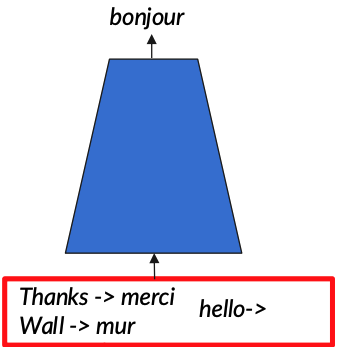 bonjour
Thanks -> merci
Wall -> mur
hello->